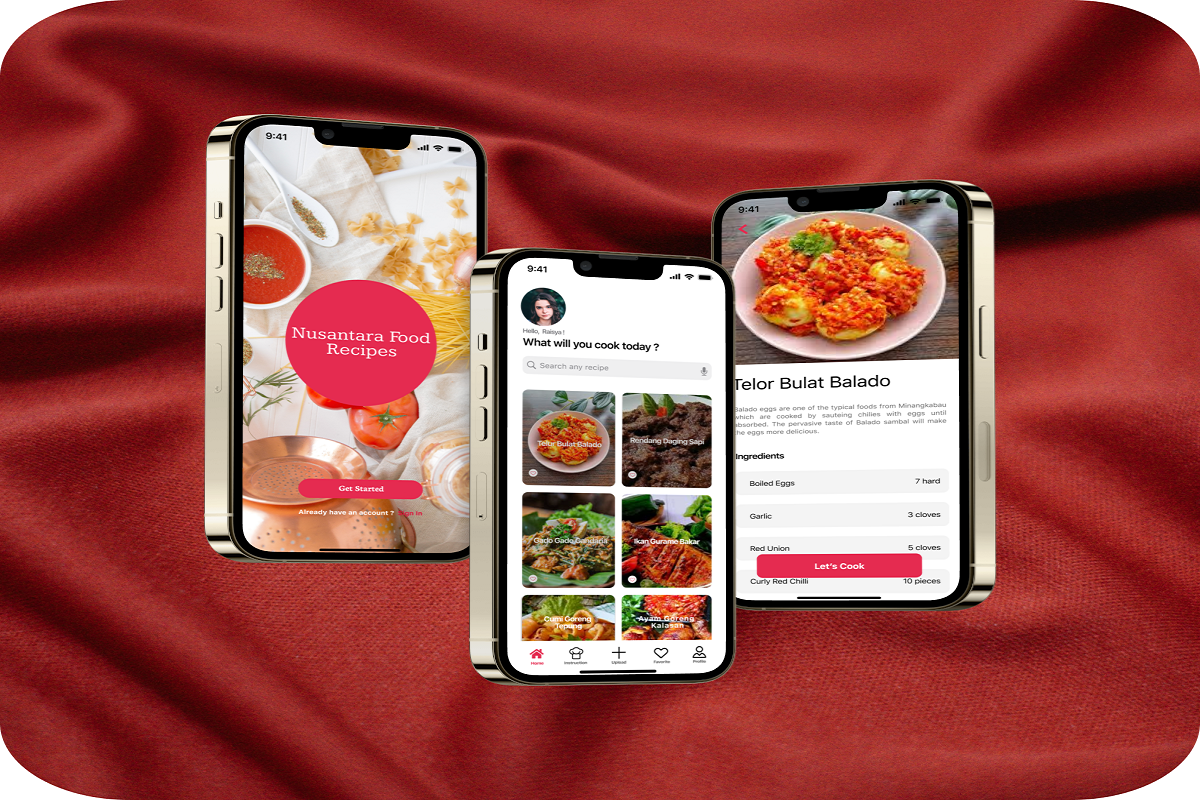 9:41
Nusantara Food
Recipes
Get Started
Already have an account ? Sign in
9:41
Hello, Raisya !
What will you cook today ?
Search any recipe
Telor Bulat Balado
Rendang Daging Sapi
Gado Gado Bandaria
Ikan Gurame Bakar
Cumi Goreng
Tepung
Ayam Goreng
Kalasan
Home
Instruction
Upload
Favorite
Profile
9:41
Telor Bulat Balado
Balado eggs are one of the typical foods from Minangkabau
which are cooked by sauteing chilies with eggs until
absorbed. The pervasive taste of Balado sambal will make
the eggs more delicious.
Ingredients
Boiled Eggs 7 hard
Garlic 3 cloves
Red Union 5 cloves
Let's Cook
Curly Red Chilli 10 pieces